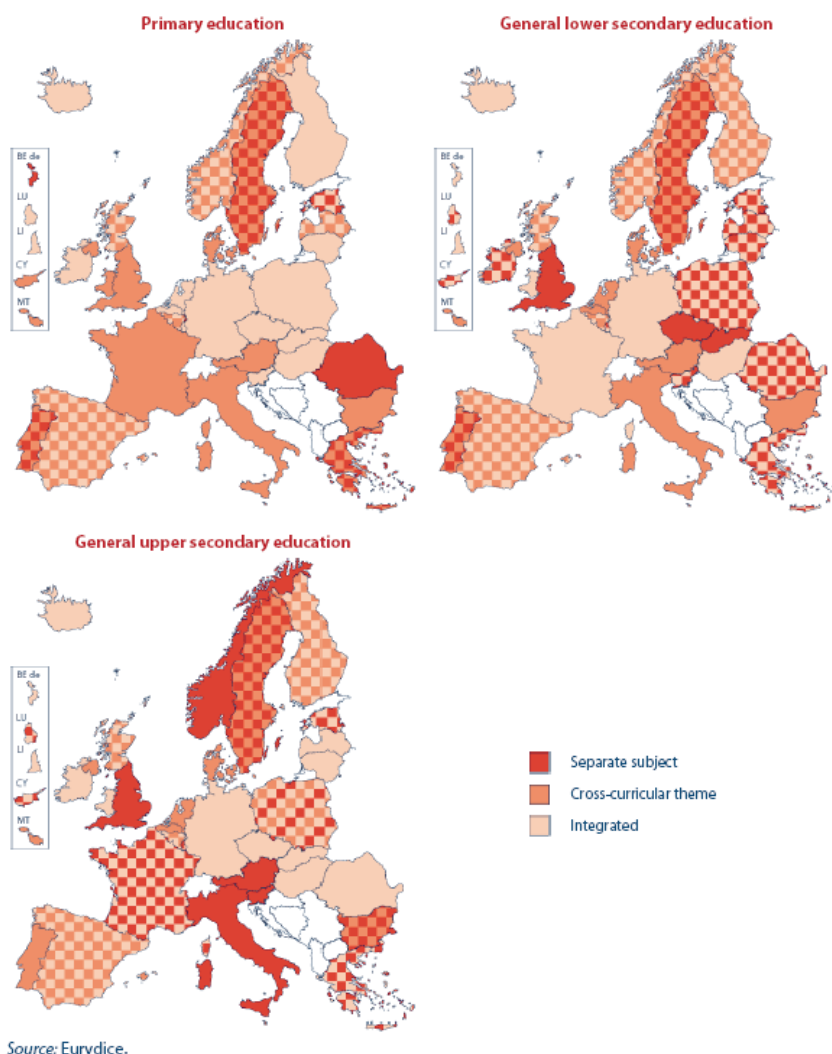 Primary education
General lower secondary education
BE de
LU
LI
CY
MT
BE de
LU
LI
CY
MT
General upper secondary education
BE de
LU
LI
CY
MT
Separate subject
Cross-curricular theme
Integrated
Source: Eurydice.